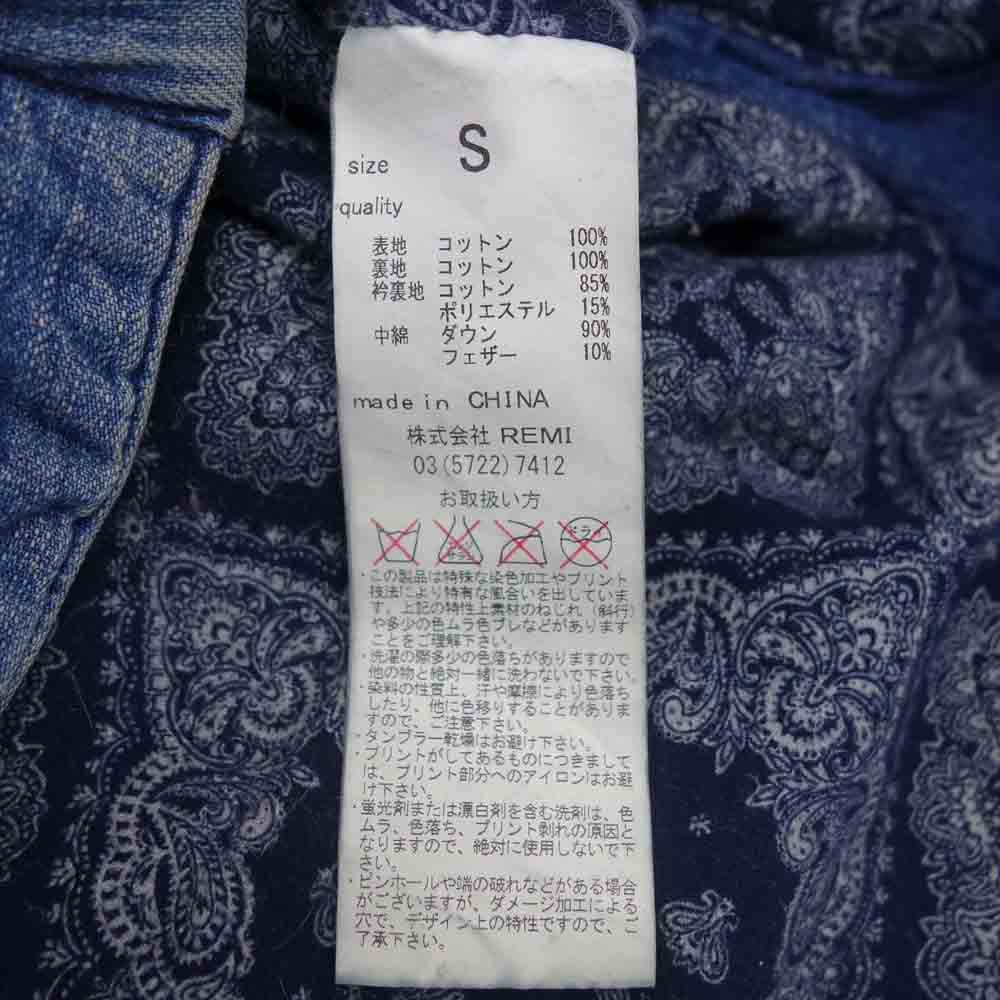 size S
quality
表地 コットン 100%
裏地 コットン 100%
衿裏地 コットン 85%
ポリエステル 15%
中綿 ダウン 90%
フェザー 10%
made in CHINA
株式会社 REMI
03(5722)7412
お取扱い方
ドライ
・この製品は特殊な染色加工やプリント
技法により特有な風合いを出していま
す。上記の特性上素材のねじれ（斜行）
や多少の色ムラ色ブレなどがあります
ことをご理解下さい。
・洗濯の際多少の色落ちがありますので
他の物と絶対一緒に洗わないで下さい。
・染料の性質上、汗や摩擦により色落ち
したり、他に色移りすることがありま
すので、ご注意下さい。
・タンブラー乾燥はお避け下さい。
・プリントがしてあるものにつきまして
は、プリント部分へのアイロンはお避
け下さい。
・蛍光剤または漂白剤を含む洗剤は、色
ムラ、色落ち、プリント剥れの原因と
なりますので、絶対に使用しないで下
さい。
・ピンホールや端の破れなどがある場合
がございますが、ダメージ加工による
穴で、デザイン上の特性ですので、ご
了承下さい。